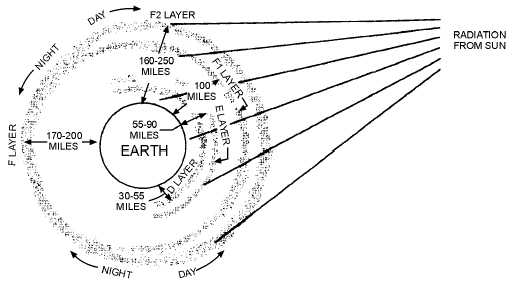 DAY
F2 LAYER
RADIATION
FROM SUN
NIGHT
160-250
MILES
F1 LAYER
100
MILES
F LAYER
170-200
MILES
55-90
MILES
E LAYER
EARTH
D LAYER
30-55
MILES
NIGHT
DAY